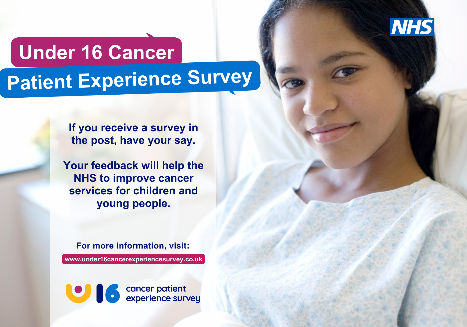 NHS
Under 16 Cancer
Patient Experience Survey
If you receive a survey in
the post, have your say.
Your feedback will help the
NHS to improve cancer
services for children and
young people.
For more information, visit:
www.under16cancerexperiencesurvey.co.uk
U16 cancer patient
experience survey